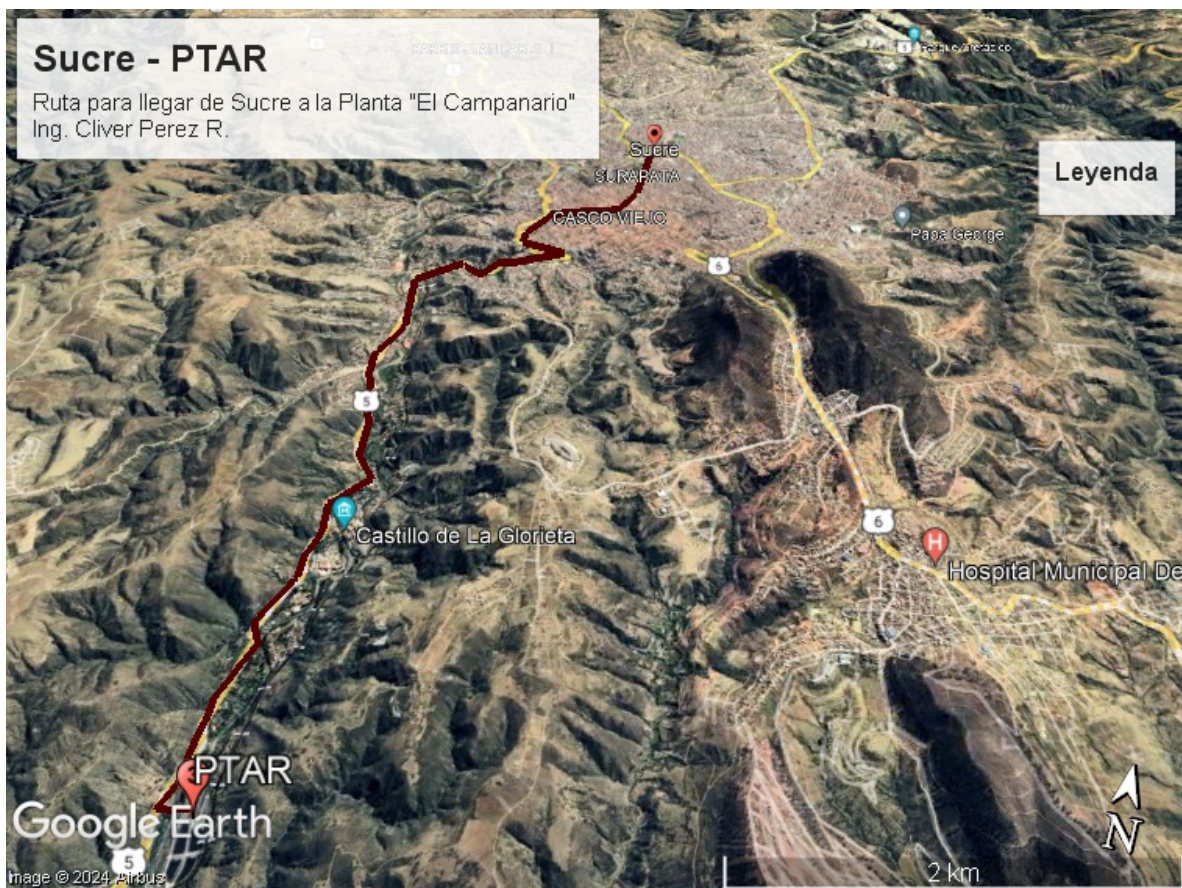 Sucre - PTAR
Ruta para llegar de Sucre a la Planta "El Campanario"
Ing. Cliver Perez R.
Leyenda
Sucre
SURAPATA
CASCO VIEJO
Papa George
6
5
Castillo de La Glorieta
6
H
Hospital Municipal De
PTAR
Google Earth
5
N
Image © 2024 Airbus
2 km